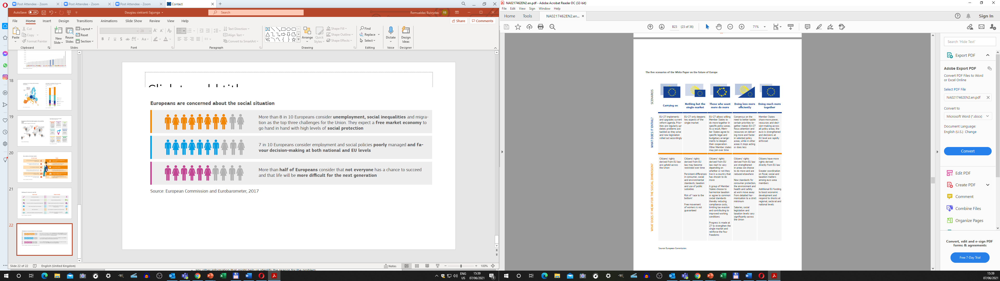 Post Attendee - Zoom
Post Attendee - Zoom
Post Attendee - Zoom
Contact
AutoSave Off
Daugiau siekianti Sąjunga
Search
Romualdas Buivydas RB
File Home Insert Design Transitions Animations Slide Show Review View Help
Share Comments
Paste
Cut
Copy
Format Painter
Clipboard
New Slide
Reuse Slides
Layout
Reset
Section
Slides
28
Font
Text Direction
Align Text
Convert to SmartArt
Paragraph
Arrange
Quick Styles
Shape Fill
Shape Outline
Shape Effects
Drawing
Find
Replace
Select
Editing
Dictate
Voice
Design Ideas
Designer
18
19
20
21
22
Europeans are concerned about the social situation
More than 8 in 10 Europeans consider unemployment, social inequalities and migra-
tion as the top three challenges for the Union. They expect a free market economy to
go hand in hand with high levels of social protection
7 in 10 Europeans consider employment and social policies poorly managed and fa-
vour decision-making at both national and EU levels
More than half of Europeans consider that not everyone has a chance to succeed
and that life will be more difficult for the next generation
Source: European Commission and Eurobarometer, 2017
Slide 22 of 22
English (United Kingdom)
Notes
100%
any other information that might help us identify the reason for the problem
ENG
US
15:39
07/06/2021
6
NA0217462EN2.en.pdf - Adobe Acrobat Reader DC (32-bit)
File Edit View Sign Window Help
Home
Tools
NA0217462EN2.en...
Sign In
B23 (23 of 36)
71%
The five scenarios of the White Paper on the future of Europe
SCENARIOS
Carrying on
Nothing but the
single market
Those who want
more do more
Doing less more
efficiently
Doing much more
together
WHAT DOES IT ENTAIL?
EU-27 implements
and upgrades current
reform agenda. Prior-
ities are regularly up-
dated, problems are
tackled as they arise
and new legislation
rolled out accordingly
EU-27 only deepens
key aspects of the
single market
EU-27 allows willing
Member States to
do more together in
specific policy areas.
As a result, Mem-
ber States agree to
specific legal and
budgetary arrange-
ments to deepen
their cooperation.
Other Member states
may join over time
Consensus on the
need to better tackle
certain priorities to-
gether makes EU-27
focus attention and
resources on deliver-
ing more and faster
in selected policy
areas, while in other
areas it stops acting
or does less
Member States
share more power,
resources and deci-
sion-making across
all policy areas, the
euro is strengthened
and decisions at
EU level are rapidly
enforced
WHAT DOES IT MEAN FOR THE SOCIAL DIMENSION?
Citizens' rights
derived from EU law
are upheld across
the Union
Citizens' rights
derived from EU
law may become
restricted over time
Persistent differences
in consumer, social
and environmental
standards, taxation
and use of public
subsidies
Risk of 'race to the
bottom'
Free movement
of workers is not
guaranteed
Citizens' rights
derived from EU
law start to vary
depending on
whether or not they
live in a country that
has chosen to do
more
A group of Member
States choose to
harmonise taxation
or agree to common
social standards
thereby reducing
compliance costs,
limiting tax evasion
and contributing to
improved working
conditions
Progress is made at
27 to strengthen the
single market and
reinforce the four
freedoms
Citizens' rights
derived from EU law
are strengthened
in areas we choose
to do more and are
reduced elsewhere
New standards for
consumer protection,
the environment and
health and safety
at work move away
from detailed har-
monisation to a strict
minimum
Salaries, social
legislation and
taxation levels vary
significantly across
the Union
Citizens have more
rights derived
directly from EU law
Greater coordination
on fiscal, social and
taxation matters
among euro area
members
Additional EU funding
to boost economic
development and
respond to shocks at
regional, sectoral and
national levels
Source: European Commission
Search 'Hide Text'
Export PDF
Adobe Export PDF
Convert PDF Files to Word
or Excel Online
Select PDF File
NA0217462EN2.en.pdf
Convert to
Microsoft Word (*.docx)
Document Language:
English (U.S.) Change
Convert
Edit PDF
Create PDF
Comment
Combine Files
Organize Pages
Convert, edit and e-sign PDF
forms & agreements
Free 7-Day Trial
15:39
07/06/2021